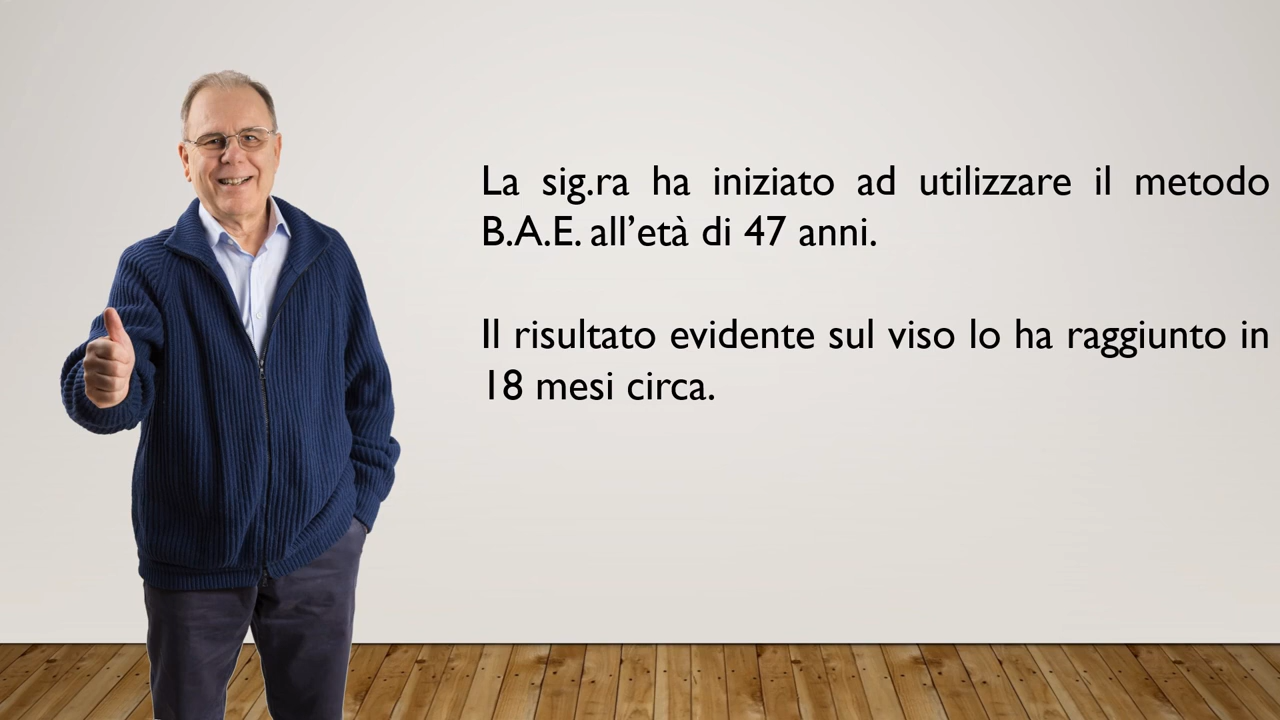 La sig.ra ha iniziato ad utilizzare il metodo
B.A.E. all’età di 47 anni.
Il risultato evidente sul viso lo ha raggiunto in
18 mesi circa.